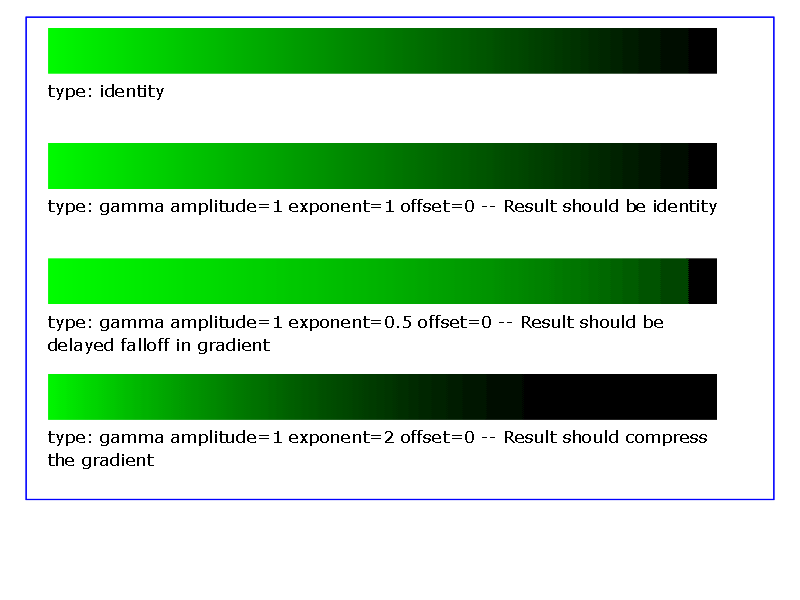 type: identity
type: gamma amplitude=1 exponent=1 offset=0 -- Result should be identity
type: gamma amplitude=1 exponent=0.5 offset=0 -- Result should be
delayed falloff in gradient
type: gamma amplitude=1 exponent=2 offset=0 -- Result should compress
the gradient